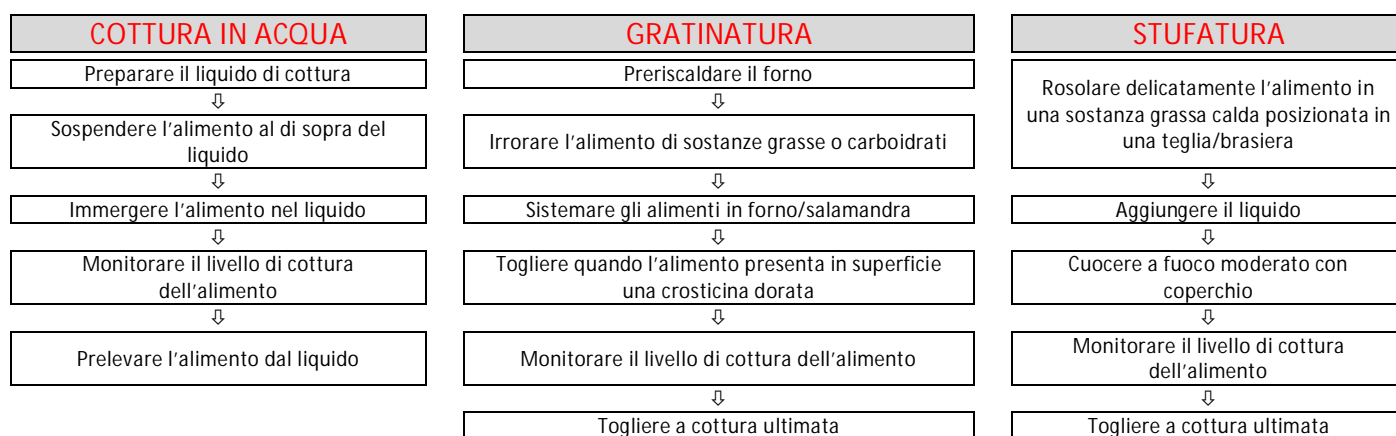 COTTURA IN ACQUA
Preparare il liquido di cottura
⇩
Sospendere l'alimento al di sopra del
liquido
⇩
Immergere l'alimento nel liquido
⇩
Monitorare il livello di cottura
dell'alimento
⇩
Prelevare l'alimento dal liquido
GRATINATURA
Preriscaldare il forno
⇩
Irrorare l'alimento di sostanze grasse o carboidrati
⇩
Sistemare gli alimenti in forno/salamandra
⇩
Togliere quando l'alimento presenta in superficie
una crosticina dorata
⇩
Monitorare il livello di cottura dell'alimento
⇩
Togliere a cottura ultimata
STUFATURA
Rosolare delicatamente l'alimento in
una sostanza grassa calda posizionata in
una teglia/brasiera
⇩
Aggiungere il liquido
⇩
Cuocere a fuoco moderato con
coperchio
⇩
Monitorare il livello di cottura
dell'alimento
⇩
Togliere a cottura ultimata